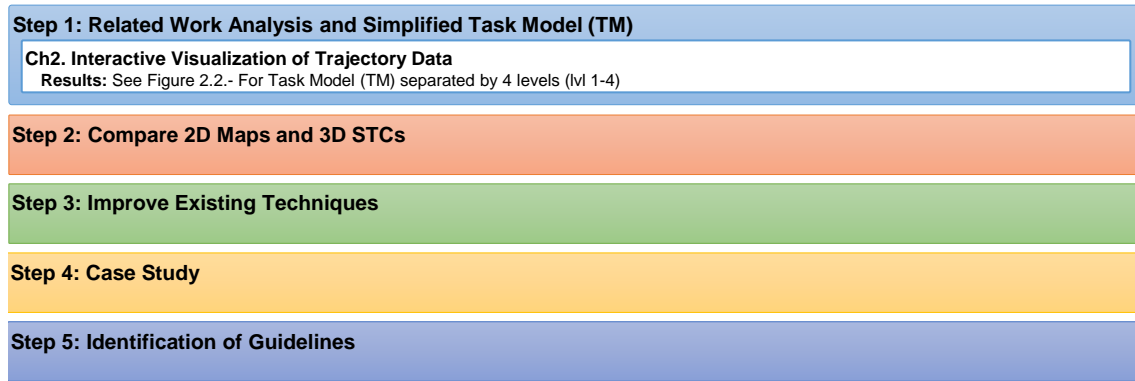 Step 1: Related Work Analysis and Simplified Task Model (TM)
Ch2. Interactive Visualization of Trajectory Data
Results: See Figure 2.2.- For Task Model (TM) separated by 4 levels (lvl 1-4)
Step 2: Compare 2D Maps and 3D STCs
Step 3: Improve Existing Techniques
Step 4: Case Study
Step 5: Identification of Guidelines